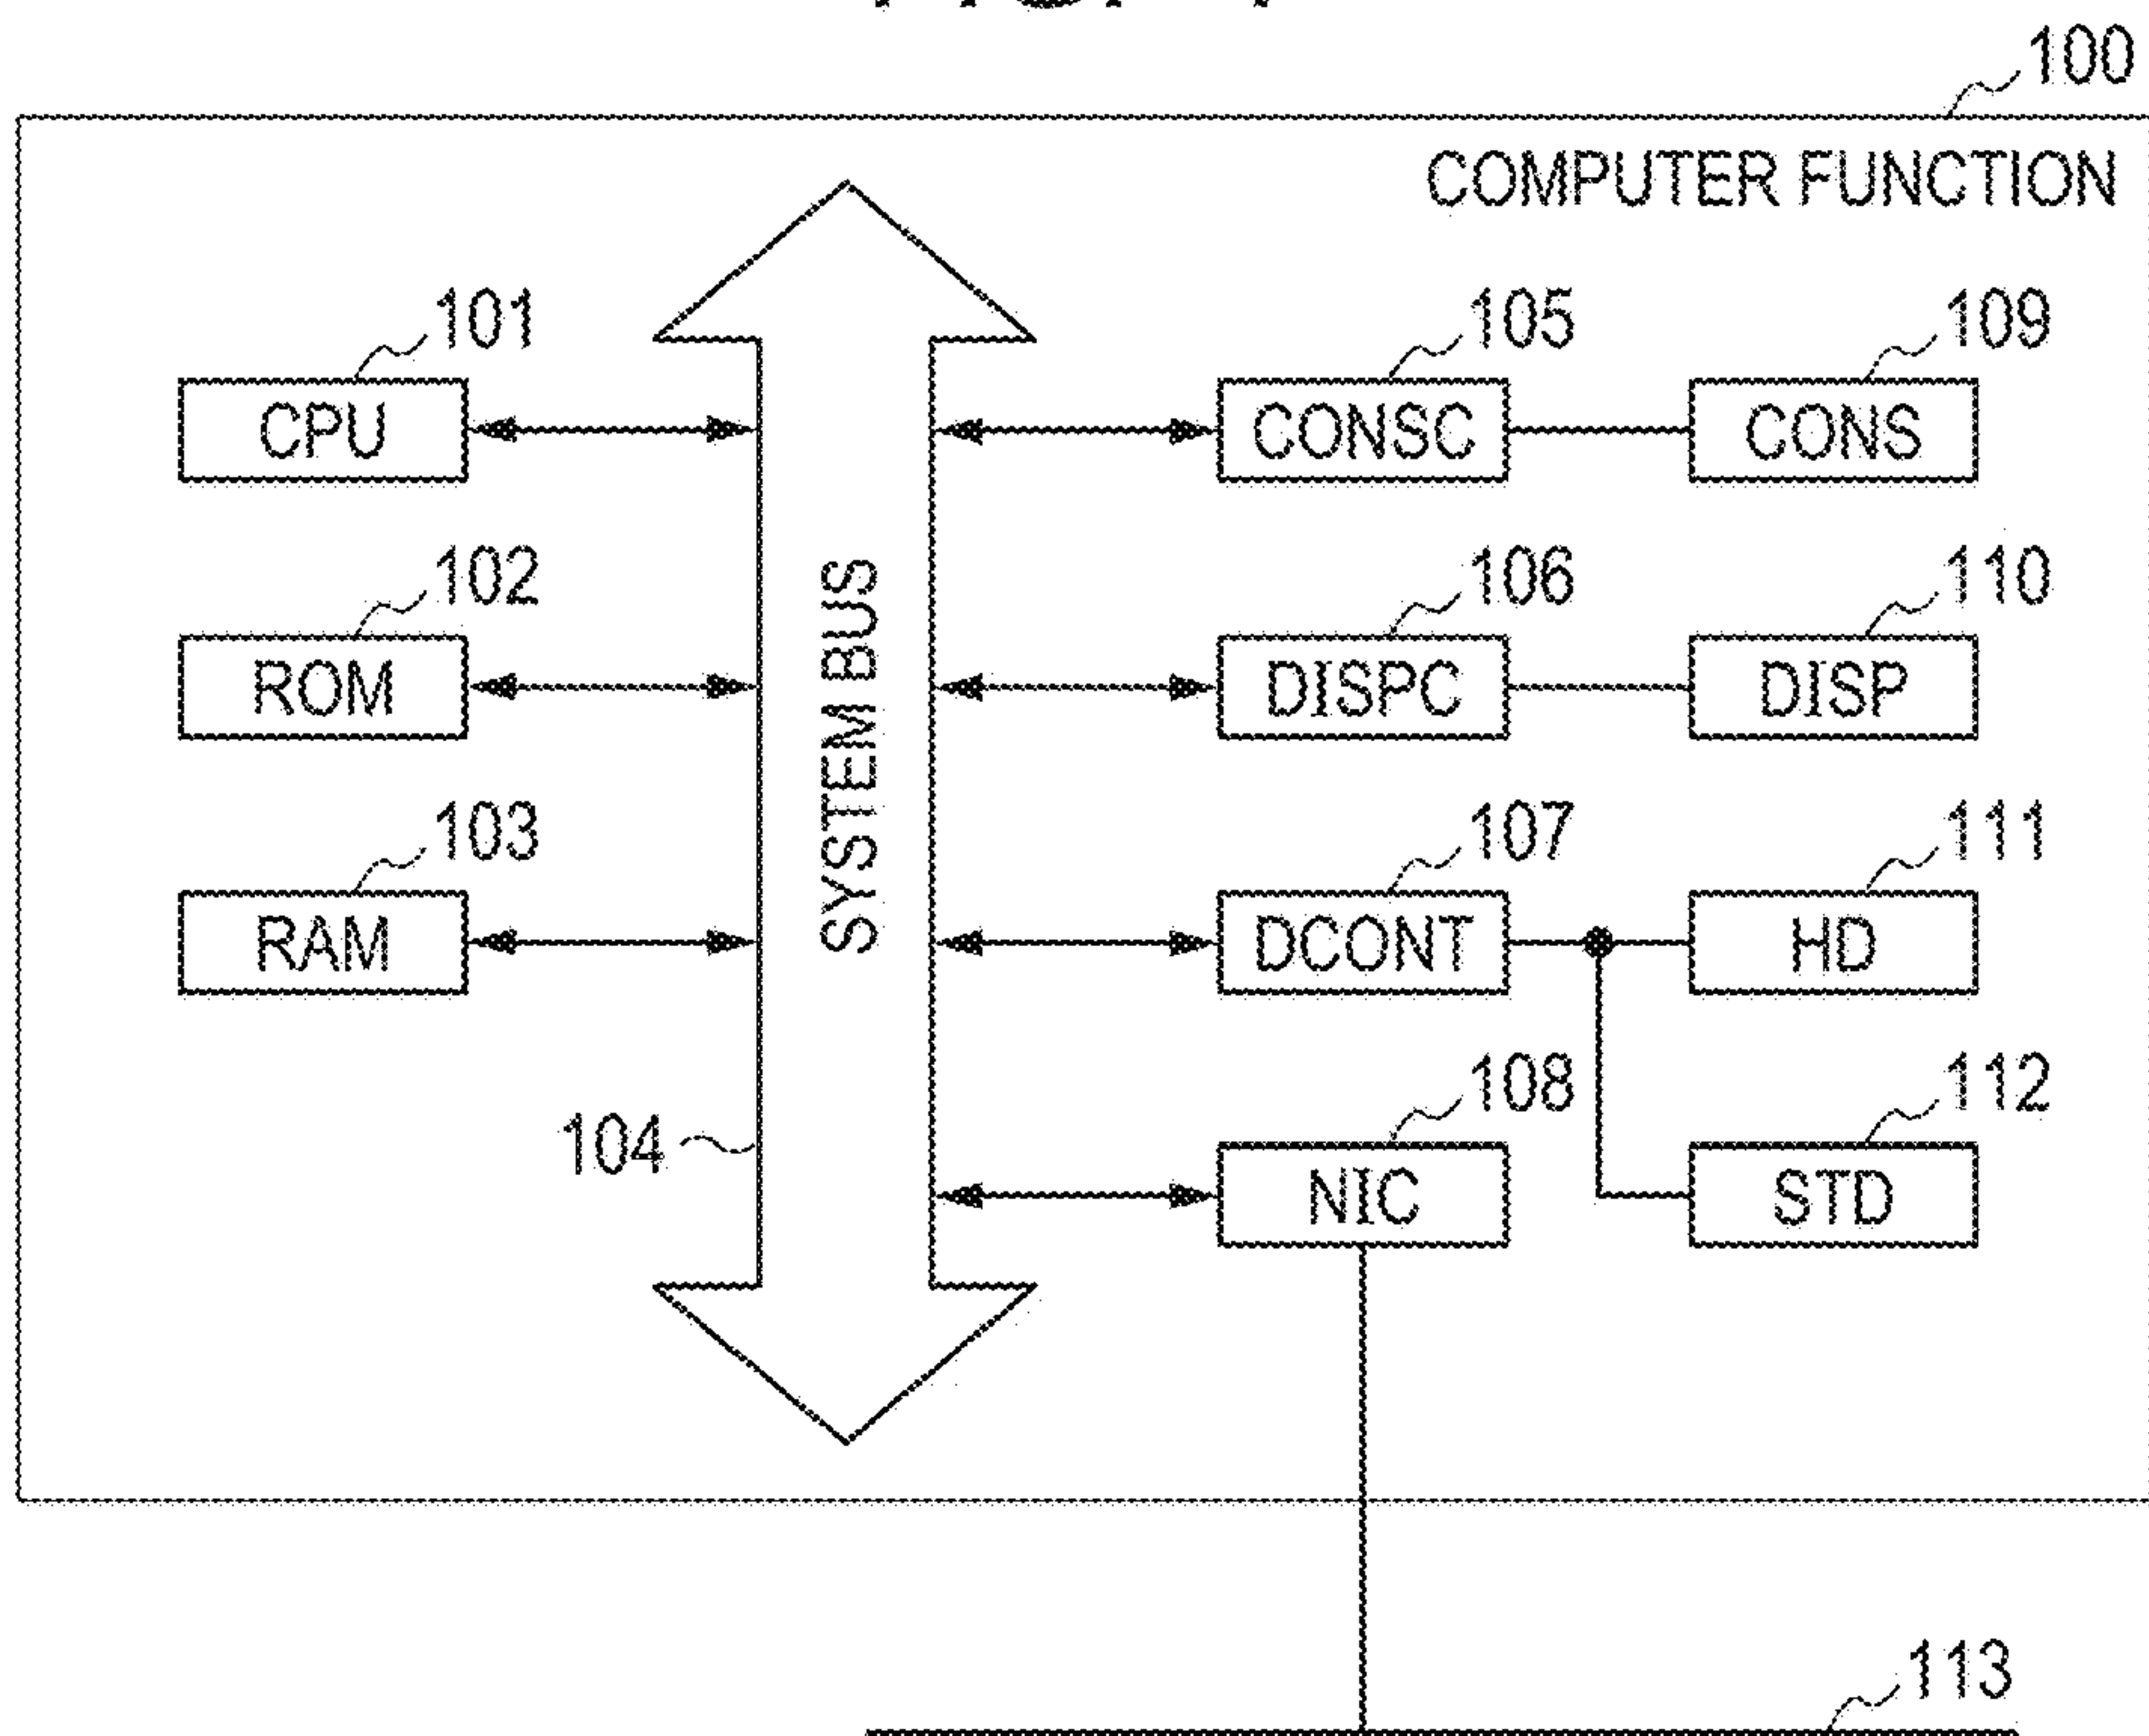 100
COMPUTER FUNCTION
101
105
109
CPU
CONSC
CONS
102
106
110
ROM
DISPC
DISP
SYSTEM BUS
103
107
111
RAM
DCONT
HD
104
108
112
NIC
STD
113